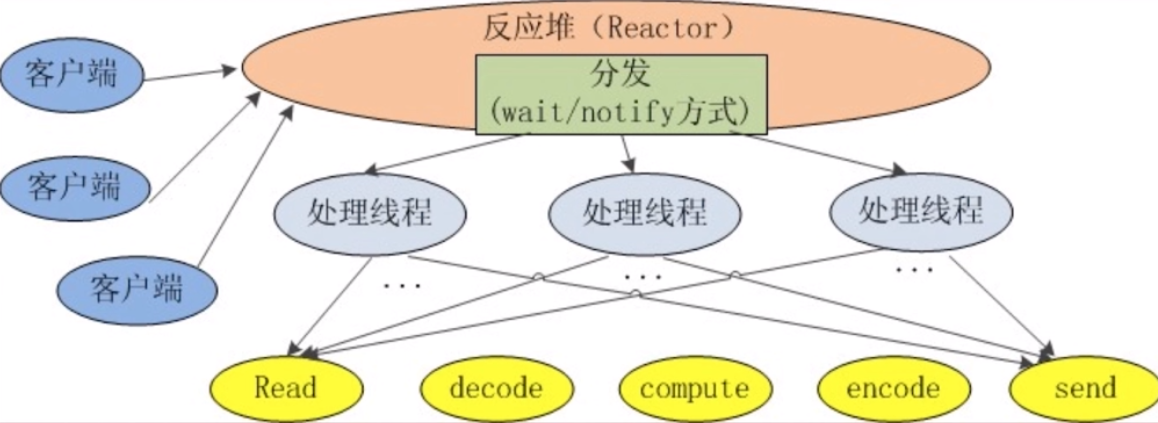 反应堆（Reactor）
分发
(wait/notify方式)
客户端
客户端
客户端
处理线程
处理线程
处理线程
...
...
...
Read
decode
compute
encode
send